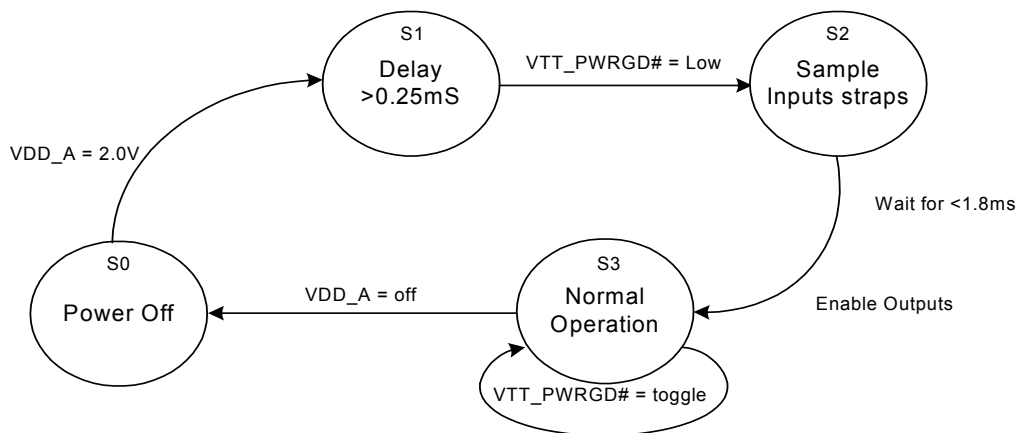 S1
Delay
>0.25mS
VTT_PWRGD# = Low
S2
Sample
Inputs straps
VDD_A = 2.0V
Wait for <1.8ms
S0
Power Off
VDD_A = off
S3
Normal
Operation
Enable Outputs
VTT_PWRGD# = toggle